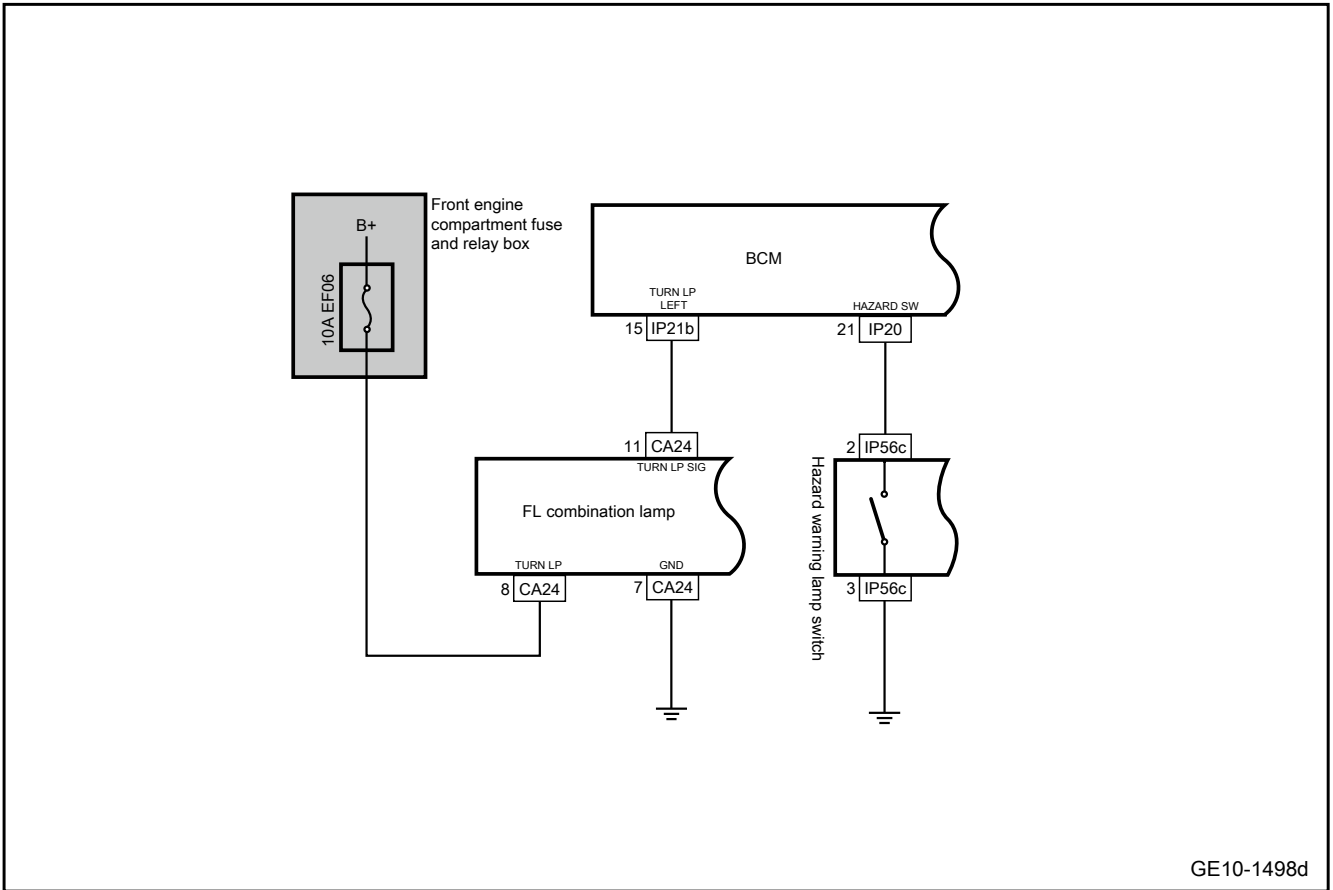 Front engine
compartment fuse
and relay box
B+
10A EF06
BCM
TURN LP
LEFT
HAZARD SW
15 IP21b
21 IP20
11 CA24
2 IP56c
TURN LP SIG
FL combination lamp
Hazard warning lamp switch
TURN LP
GND
8 CA24
7 CA24
3 IP56c
GE10-1498d